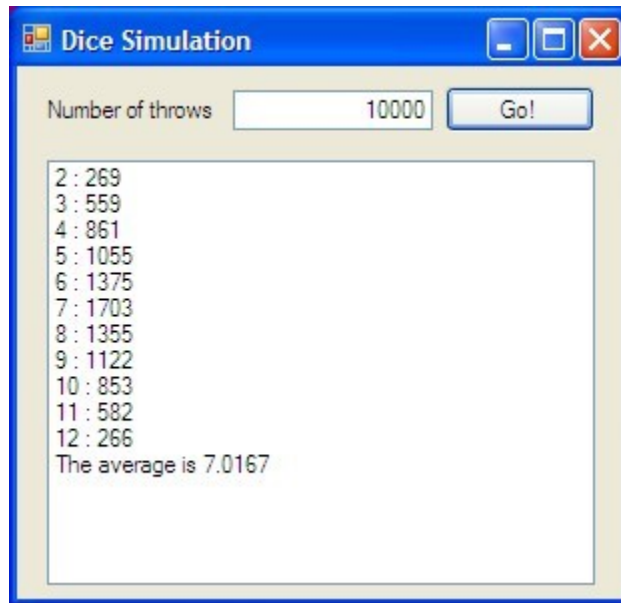 Dice Simulation
Number of throws 10000 Go!
2 : 269
3 : 559
4 : 861
5 : 1055
6 : 1375
7 : 1703
8 : 1355
9 : 1122
10 : 853
11 : 582
12 : 266
The average is 7.0167